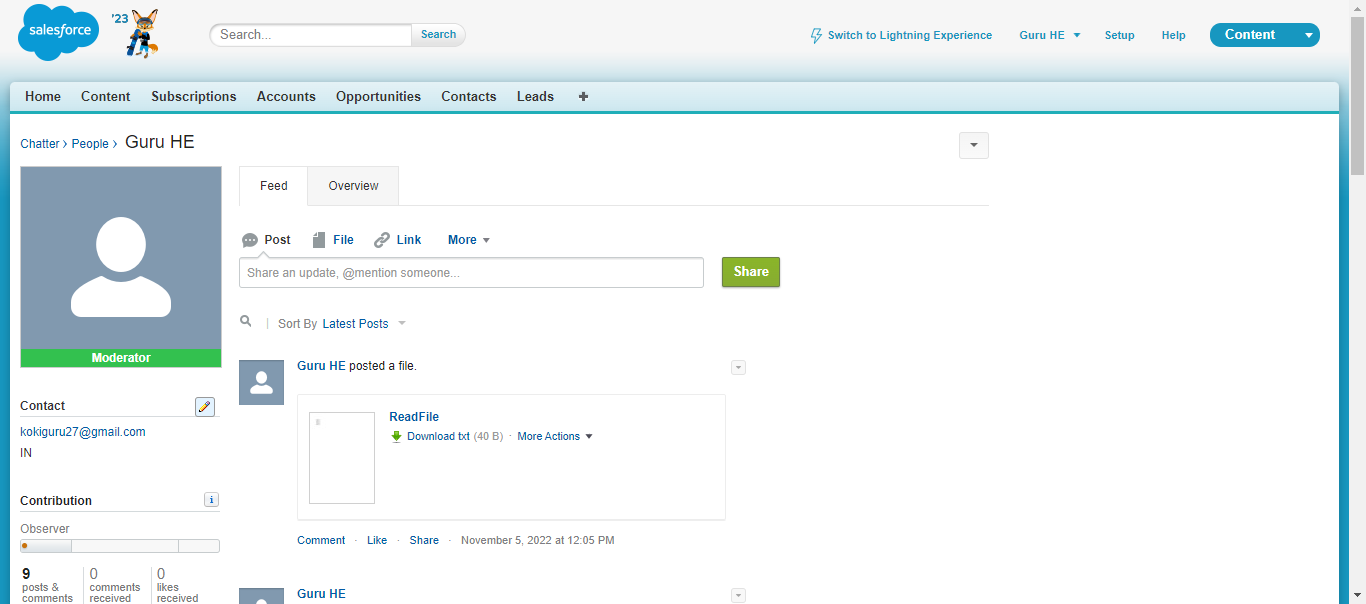 salesforce
'23
Search...
Search
Switch to Lightning Experience
Guru HE
Setup
Help
Content
Home
Content
Subscriptions
Accounts
Opportunities
Contacts
Leads
+
Chatter › People › Guru HE
Feed
Overview
Post
File
Link
More
Share an update, @mention someone...
Share
Sort By Latest Posts
Moderator
Guru HE posted a file.
ReadFile
Download txt (40 B) · More Actions
Comment · Like · Share · November 5, 2022 at 12:05 PM
Guru HE
Contact
kokiguru27@gmail.com
IN
Contribution
i
Observer
9
posts &
comments
0
comments
received
0
likes
received